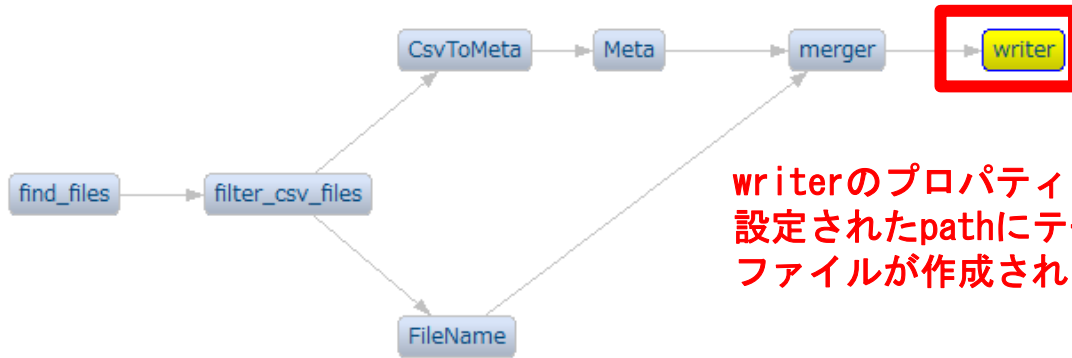 CsvToMeta
Meta
merger
writer
find_files
filter_csv_files
writerのプロパティ
設定されたpathにテ
ファイルが作成され
FileName